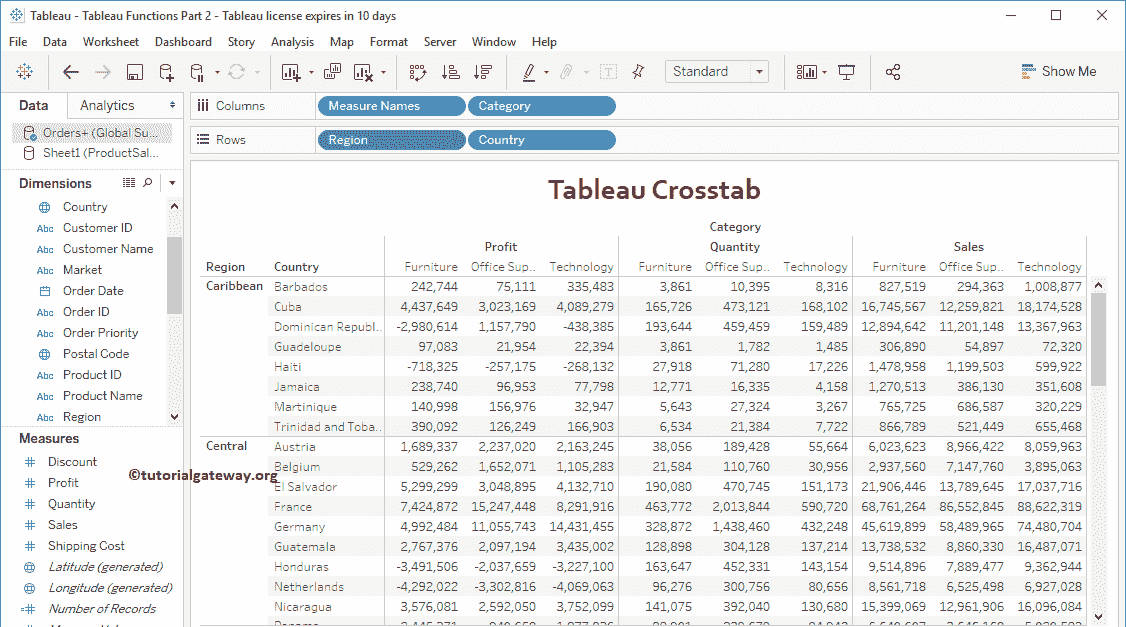 Tableau - Tableau Functions Part 2 - Tableau license expires in 10 days
File Data Worksheet Dashboard Story Analysis Map Format Server Window Help
Standard Show Me
Data Analytics
Orders+ (Global Su...
Sheet1 (ProductSal...
Dimensions
Country
Abc Customer ID
Abc Customer Name
Abc Market
Order Date
Abc Order ID
Abc Order Priority
Postal Code
Abc Product ID
Abc Product Name
Abc Region
Measures
Discount
Profit
Quantity
Sales
Shipping Cost
Latitude (generated)
Longitude (generated)
Number of Records
Columns Measure Names Category
Rows Region Country
Tableau Crosstab
Category
Profit Quantity Sales
Region Country Furniture Office Sup.. Technology Furniture Office Sup.. Technology Furniture Office Sup.. Technology
Caribbean Barbados 242,744 75,111 335,483 3,861 10,395 8,316 827,519 294,363 1,008,877
Cuba 4,437,649 3,023,169 4,089,279 165,726 473,121 168,102 16,745,567 12,259,821 18,174,528
Dominican Republ.. -2,980,614 1,157,790 -438,385 193,644 459,459 159,489 12,894,642 11,201,148 13,367,963
Guadeloupe 97,083 21,954 22,394 3,861 1,782 1,485 306,890 54,897 72,320
Haiti -718,325 -257,175 -268,132 27,918 71,280 17,226 1,478,958 1,199,503 599,922
Jamaica 238,740 96,953 77,798 12,771 16,335 4,158 1,270,513 386,130 351,608
Martinique 140,998 156,976 32,947 5,643 27,324 3,267 765,725 686,587 320,229
Trinidad and Toba.. 390,092 126,249 166,903 6,534 21,384 7,722 866,789 521,449 655,468
Central Austria 1,689,337 2,237,020 2,163,245 38,056 189,428 55,664 6,023,623 8,966,422 8,059,963
Belgium 529,262 1,652,071 1,105,283 21,584 110,760 30,956 2,937,560 7,147,760 3,895,063
©tutorialgateway.org
El Salvador 5,299,299 3,048,895 4,132,710 190,080 470,745 151,173 21,906,446 13,789,645 17,037,716
France 7,424,872 15,247,448 8,291,916 463,772 2,013,844 590,720 68,761,264 86,552,845 88,622,319
Germany 4,992,484 11,055,743 14,431,455 328,872 1,438,460 432,248 45,619,899 58,489,965 74,480,704
Guatemala 2,767,376 2,097,194 3,435,002 128,898 304,128 137,214 13,738,532 8,860,330 16,487,071
Honduras -3,491,506 -2,037,659 -3,227,100 163,647 452,331 143,154 9,514,896 7,889,477 9,362,944
Netherlands -4,292,022 -3,302,816 -4,069,063 96,276 300,756 80,656 8,561,718 6,525,498 6,927,028
Nicaragua 3,576,081 2,592,050 3,752,099 141,075 392,040 130,680 15,399,069 12,961,906 16,096,084